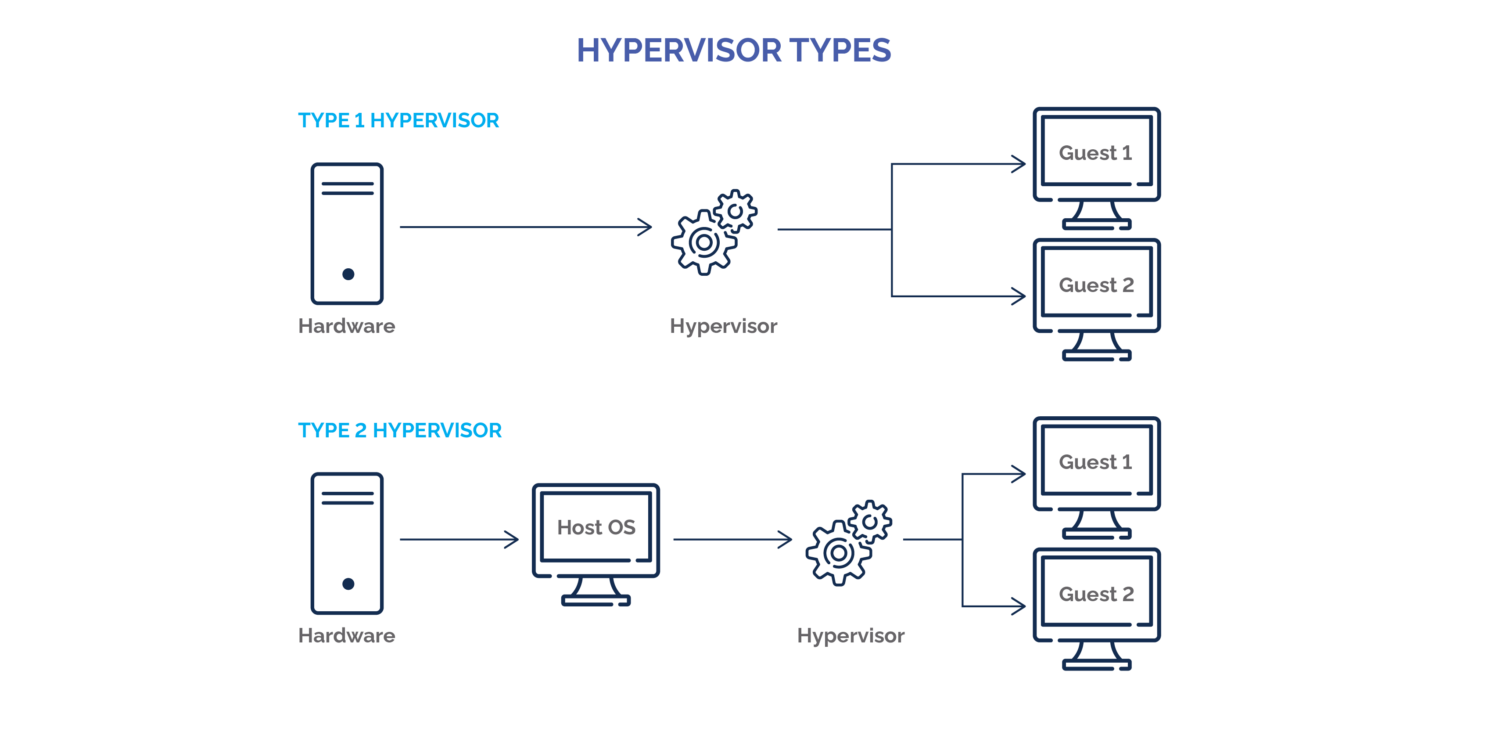 HYPERVISOR TYPES
TYPE 1 HYPERVISOR
Guest 1
Guest 2
Hardware
Hypervisor
TYPE 2 HYPERVISOR
Guest 1
Host OS
Guest 2
Hardware
Hypervisor